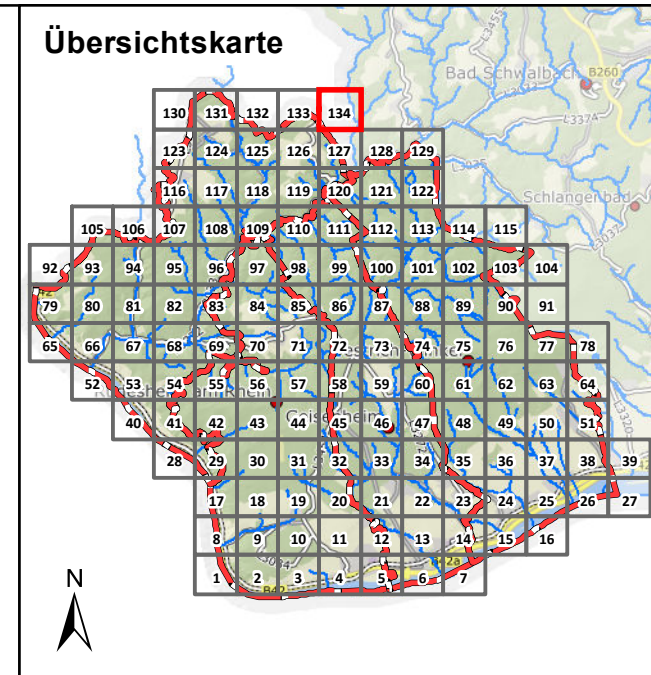 Übersichtskarte
Bad Schwalbach
B260
L3374
L3035
Schlangenbad
L3037
130 131 132 133 134
123 124 125 126 127 128 129
116 117 118 119 120 121 122
105 106 107 108 109 110 111 112 113 114 115
92 93 94 95 96 97 98 99 100 101 102 103 104
79 80 81 82 83 84 85 86 87 88 89 90 91
65 66 67 68 69 70 71 72 73 74 75 76 77 78
52 53 54 55 56 57 58 59 60 61 62 63 64
40 41 42 43 44 45 46 47 48 49 50 51
Geisenheim
28 29 30 31 32 33 34 35 36 37 38 39
17 18 19 20 21 22 23 24 25 26 27
8 9 10 11 12 13 14 15 16
1 2 3 4 5 6 7
L3320
L3034
B42
B42a
N